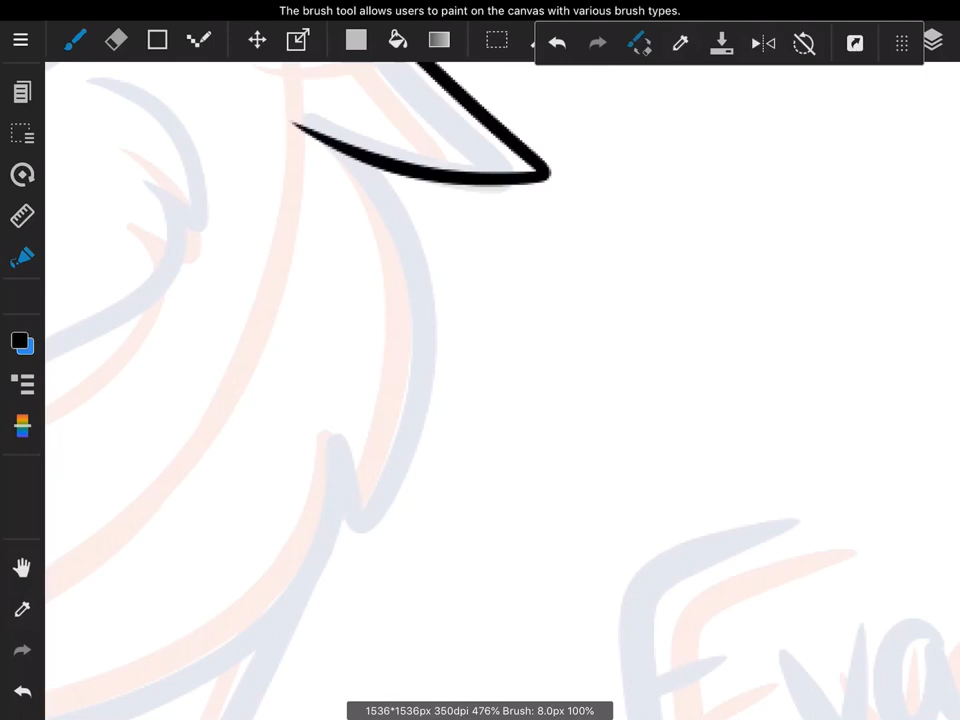 The brush tool allows users to paint on the canvas with various brush types.
Eva
1536*1536px 350dpi 476% Brush: 8.0px 100%